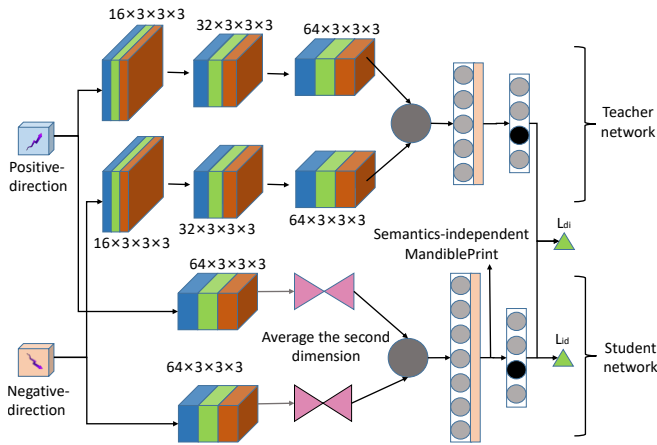 16×3×3×3
32×3×3×3
64×3×3×3
Positive-
direction
Teacher
network
16×3×3×3
32×3×3×3
64×3×3×3
Semantics-independent
MandiblePrint
Ldi
64×3×3×3
Average the second
dimension
Lid
64×3×3×3
Student
network
Negative-
direction